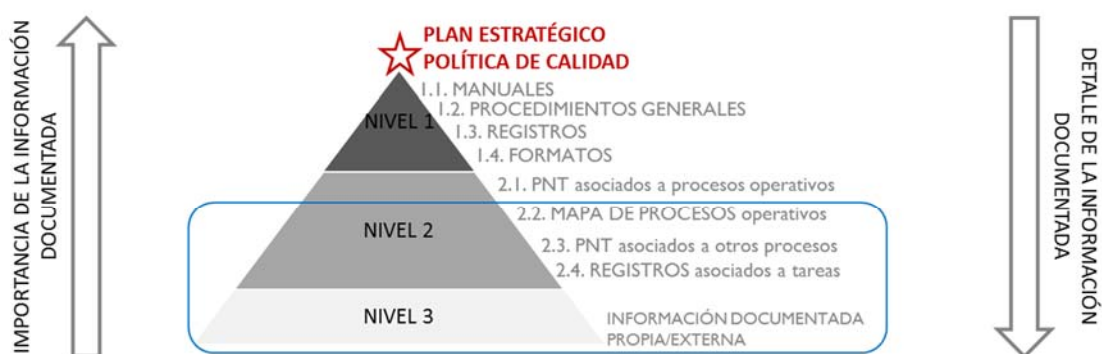 IMPORTANCIA DE LA INFORMACIÓN
DOCUMENTADA
PLAN ESTRATÉGICO
POLÍTICA DE CALIDAD
1.1. MANUALES
1.2. PROCEDIMIENTOS GENERALES
NIVEL 1
1.3. REGISTROS
1.4. FORMATOS
2.1. PNT asociados a procesos operativos
2.2. MAPA DE PROCESOS operativos
NIVEL 2
2.3. PNT asociados a otros procesos
2.4. REGISTROS asociados a tareas
NIVEL 3
INFORMACIÓN DOCUMENTADA
PROPIA/EXTERNA
DETALLE DE LA INFORMACIÓN
DOCUMENTADA